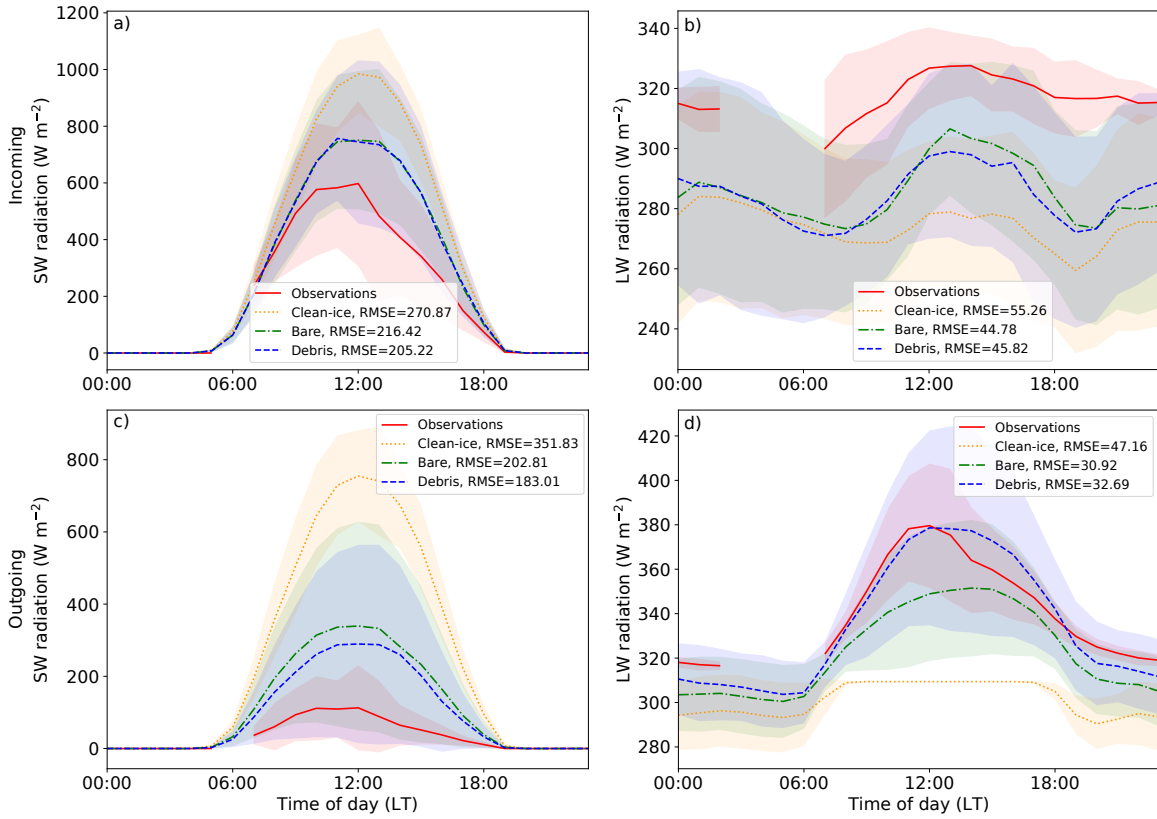 a)
Incoming
SW radiation (W m⁻²)
1200
1000
800
600
400
200
0
00:00 06:00 12:00 18:00
Observations
Clean-ice, RMSE=270.87
Bare, RMSE=216.42
Debris, RMSE=205.22
b)
LW radiation (W m⁻²)
340
320
300
280
260
240
00:00 06:00 12:00 18:00
Observations
Clean-ice, RMSE=55.26
Bare, RMSE=44.78
Debris, RMSE=45.82
c)
Outgoing
SW radiation (W m⁻²)
800
600
400
200
0
00:00 06:00 12:00 18:00
Time of day (LT)
Observations
Clean-ice, RMSE=351.83
Bare, RMSE=202.81
Debris, RMSE=183.01
d)
LW radiation (W m⁻²)
420
400
380
360
340
320
300
280
00:00 06:00 12:00 18:00
Time of day (LT)
Observations
Clean-ice, RMSE=47.16
Bare, RMSE=30.92
Debris, RMSE=32.69